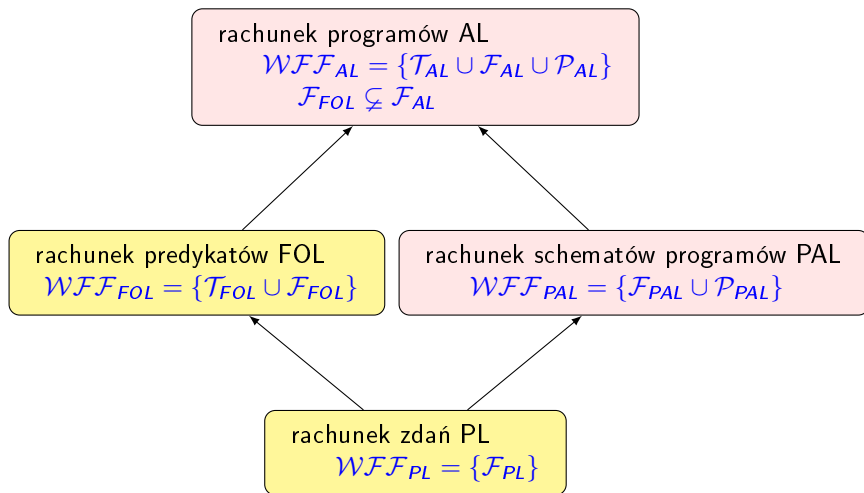 rachunek programów AL
𝒲ℱℱ_AL = {𝒯_AL ∪ ℱ_AL ∪ 𝒫_AL}
ℱ_FOL ⊊ ℱ_AL
rachunek predykatów FOL
𝒲ℱℱ_FOL = {𝒯_FOL ∪ ℱ_FOL}
rachunek schematów programów PAL
𝒲ℱℱ_PAL = {ℱ_PAL ∪ 𝒫_PAL}
rachunek zdań PL
𝒲ℱℱ_PL = {ℱ_PL}